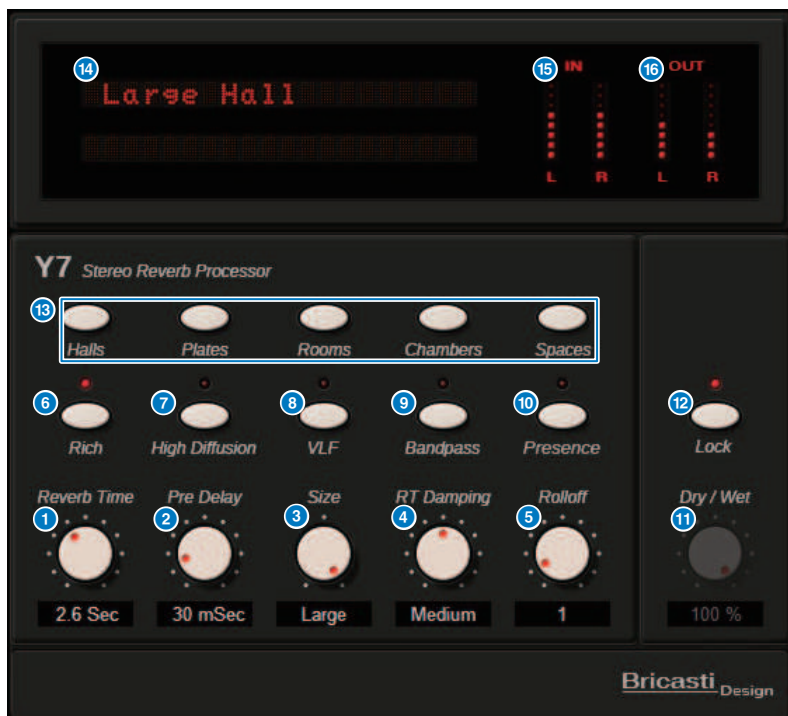 14
15 IN
16 OUT
Large Hall
L R L R
Y7 Stereo Reverb Processor
13
Halls Plates Rooms Chambers Spaces
6 7 8 9 10 12
Rich High Diffusion VLF Bandpass Presence Lock
Reverb Time Pre Delay Size RT Damping Rolloff Dry / Wet
1 2 3 4 5 11
2.6 Sec 30 mSec Large Medium 1 100 %
Bricasti Design